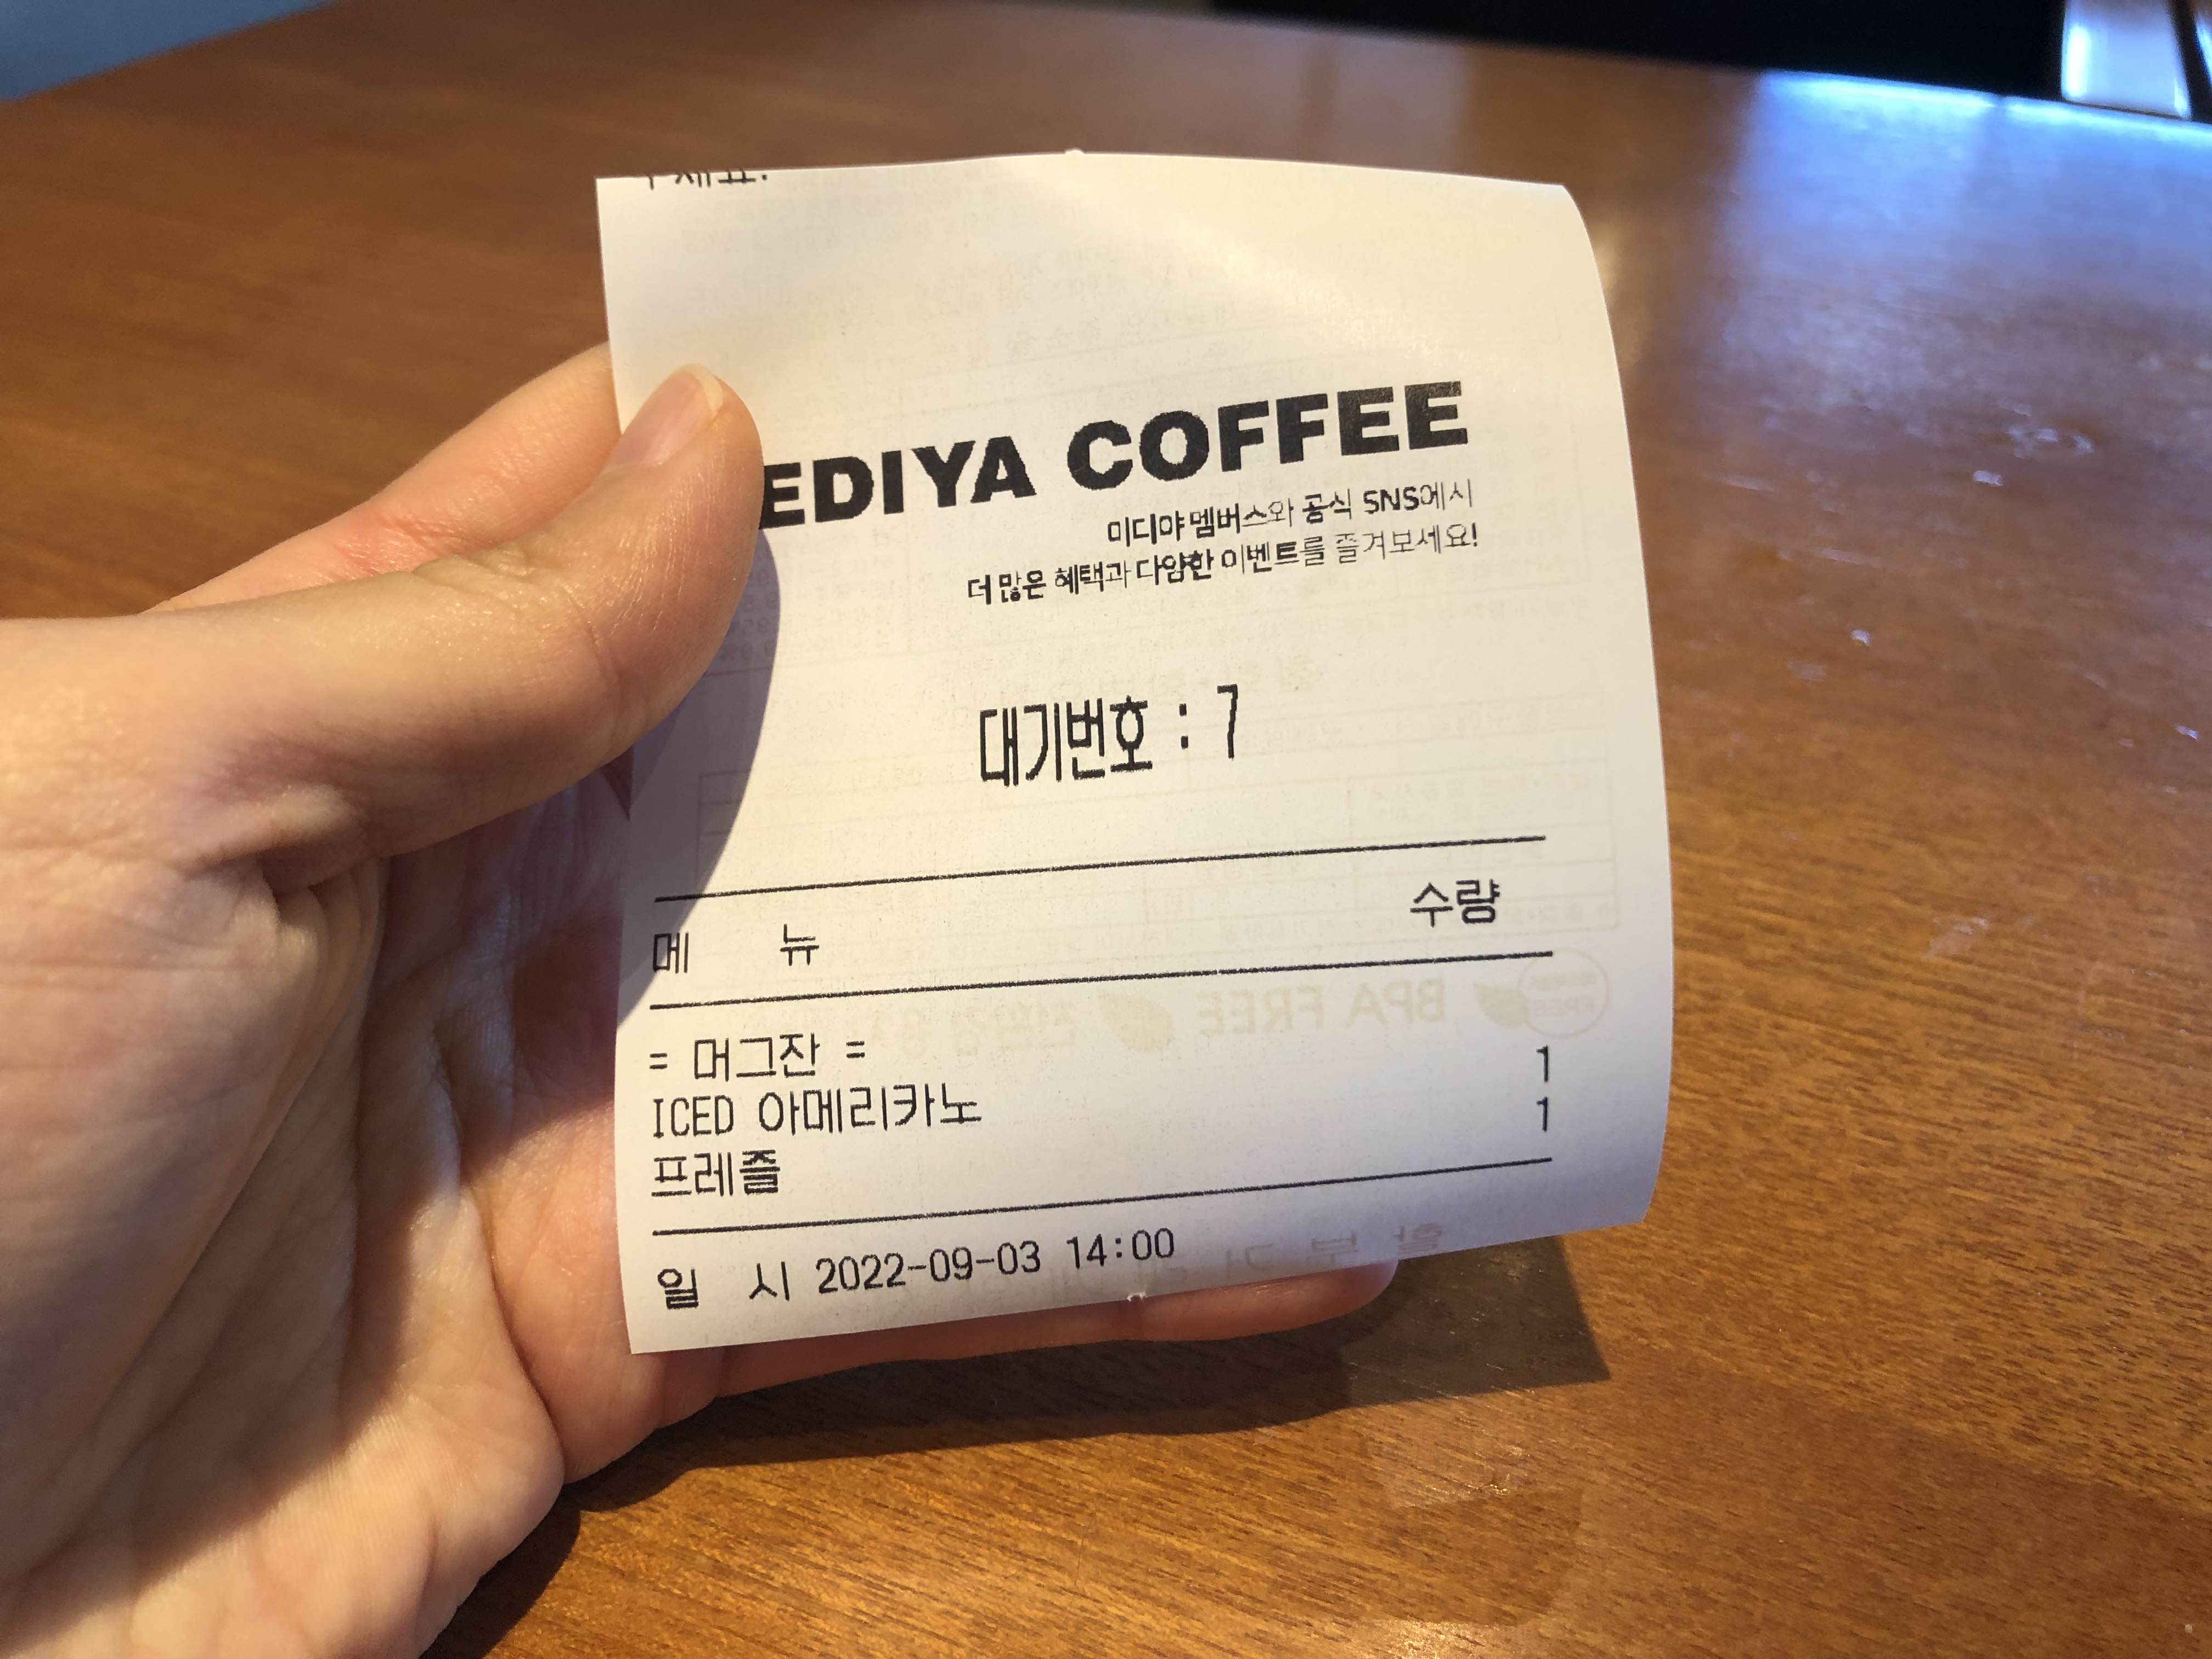 EDIYA COFFEE
이디야 멤버스와 공식 SNS에서
더 많은 혜택과 다양한 이벤트를 즐겨보세요!
대기번호 : 7
메 뉴 수량
= 머그잔 =
ICED 아메리카노 1
프레즐 1
일 시 2022-09-03 14:00
BPA FREE